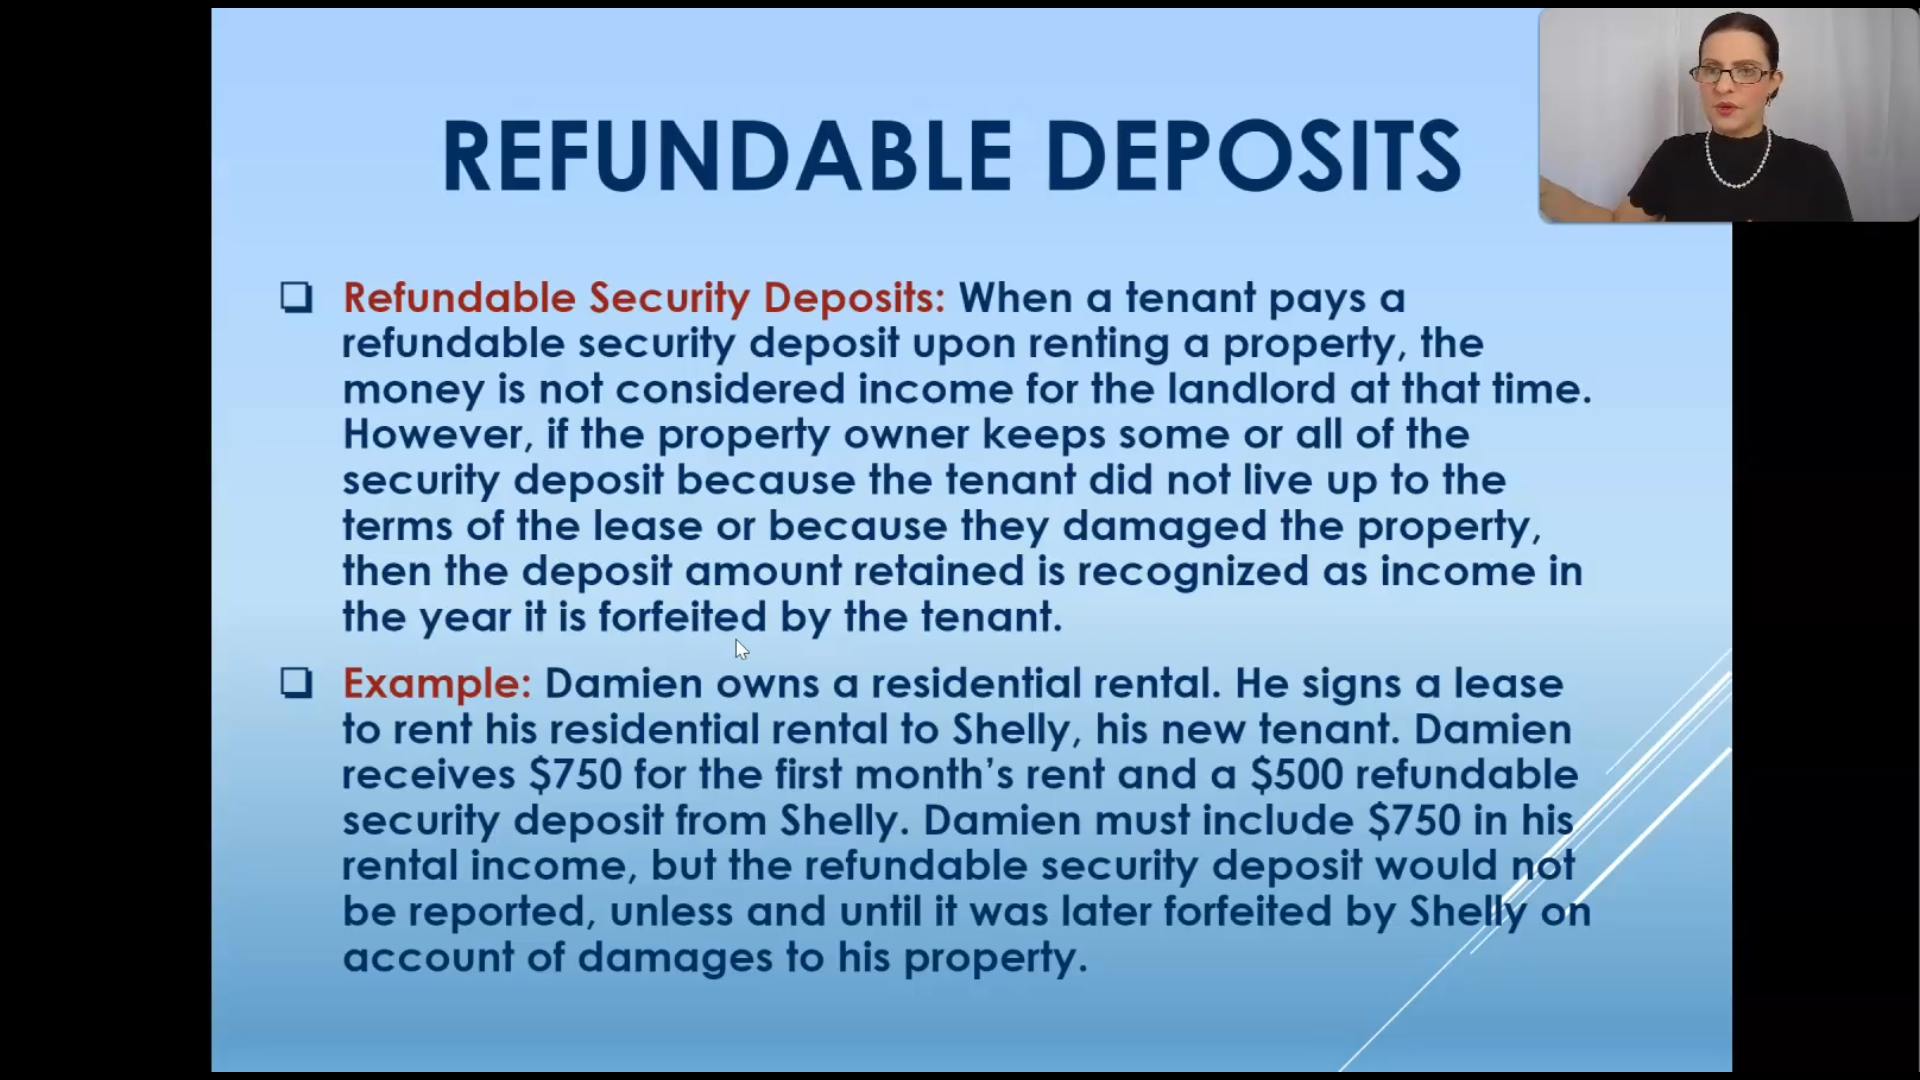 REFUNDABLE DEPOSITS
Refundable Security Deposits: When a tenant pays a
refundable security deposit upon renting a property, the
money is not considered income for the landlord at that time.
However, if the property owner keeps some or all of the
security deposit because the tenant did not live up to the
terms of the lease or because they damaged the property,
then the deposit amount retained is recognized as income in
the year it is forfeited by the tenant.
Example: Damien owns a residential rental. He signs a lease
to rent his residential rental to Shelly, his new tenant. Damien
receives $750 for the first month’s rent and a $500 refundable
security deposit from Shelly. Damien must include $750 in his
rental income, but the refundable security deposit would not
be reported, unless and until it was later forfeited by Shelly on
account of damages to his property.